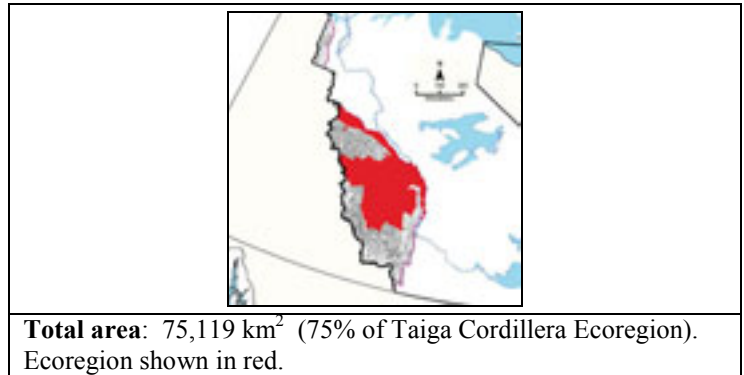 Total area: 75,119 km² (75% of Taiga Cordillera Ecoregion).
Ecoregion shown in red.